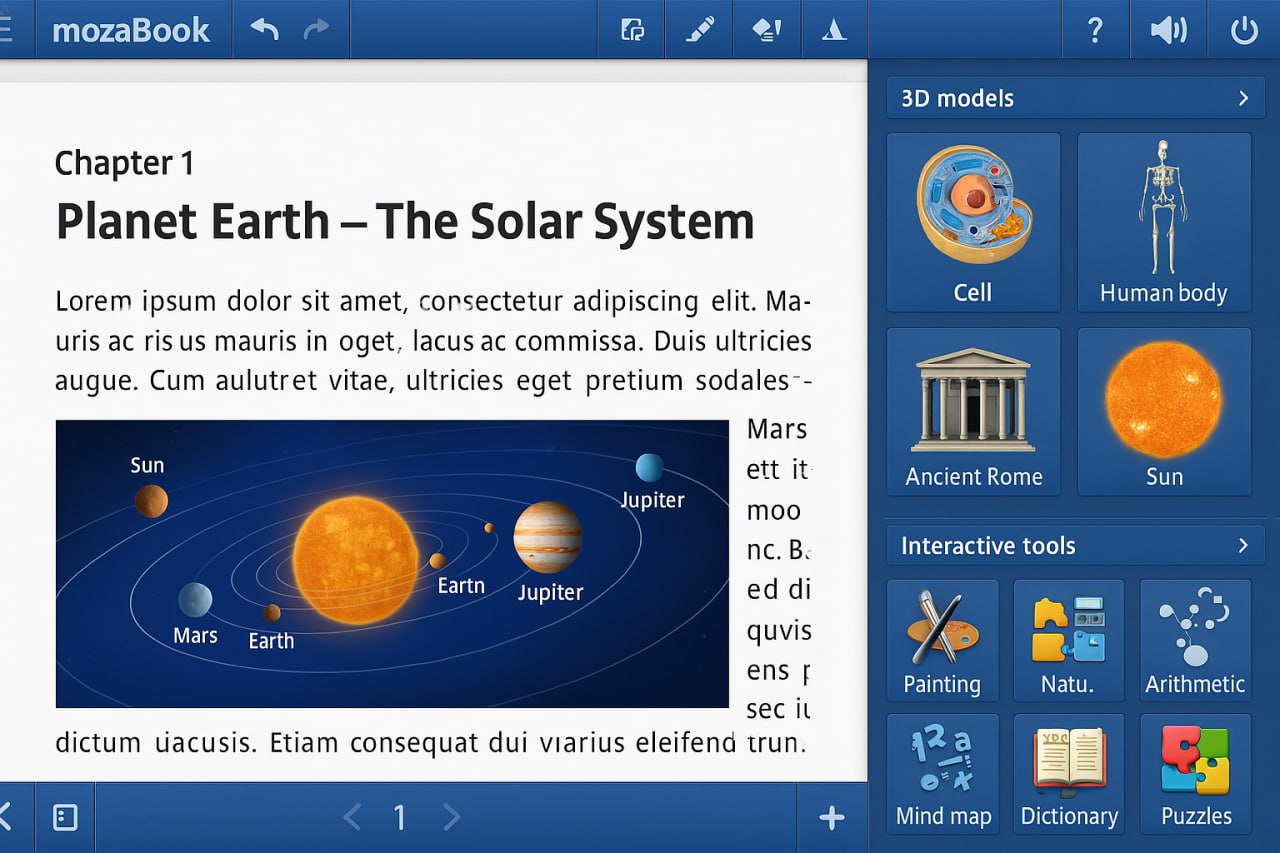 mozaBook
?
Chapter 1
Planet Earth – The Solar System
Lorem ipsum dolor sit amet, consectetur adipiscing elit. Ma-
uris ac ris us mauris in oget, lacus ac commissa. Duis ultricies
augue. Cum aulutret vitae, ultricies eget pretium sodales--
Sun
Jupiter
Eartn
Jupiter
Mars
Earth
Mars
ett it
moo
nc. B.
ed di
quvis
ens p
sec iu
dictum uacusis. Etiam consequat dui viarius eleifend trun.
1
3D models
Cell
Human body
Ancient Rome
Sun
Interactive tools
Painting
Natu.
Arithmetic
Mind map
Dictionary
Puzzles